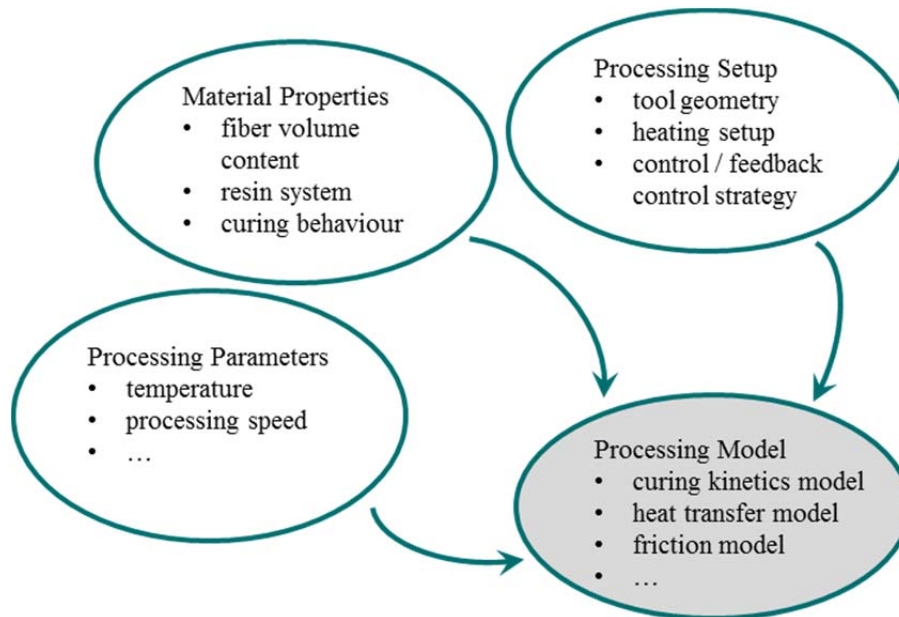 Material Properties
• fiber volume
content
• resin system
• curing behaviour
Processing Setup
• tool geometry
• heating setup
• control / feedback
control strategy
Processing Parameters
• temperature
• processing speed
• …
Processing Model
• curing kinetics model
• heat transfer model
• friction model
• …